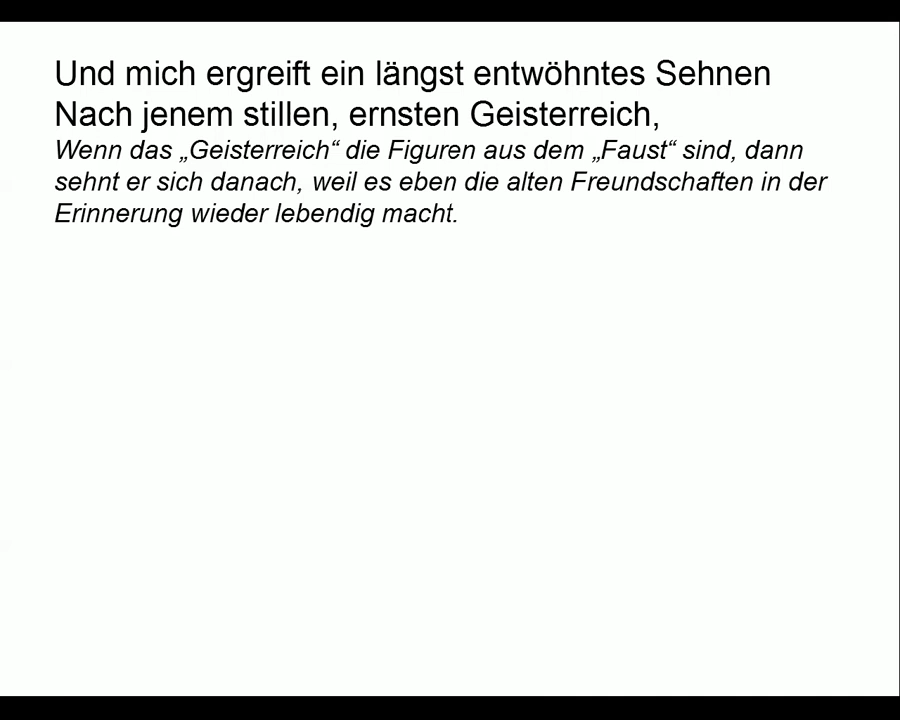 Und mich ergreift ein längst entwöhntes Sehnen
Nach jenem stillen, ernsten Geisterreich,
Wenn das „Geisterreich“ die Figuren aus dem „Faust“ sind, dann
sehnt er sich danach, weil es eben die alten Freundschaften in der
Erinnerung wieder lebendig macht.